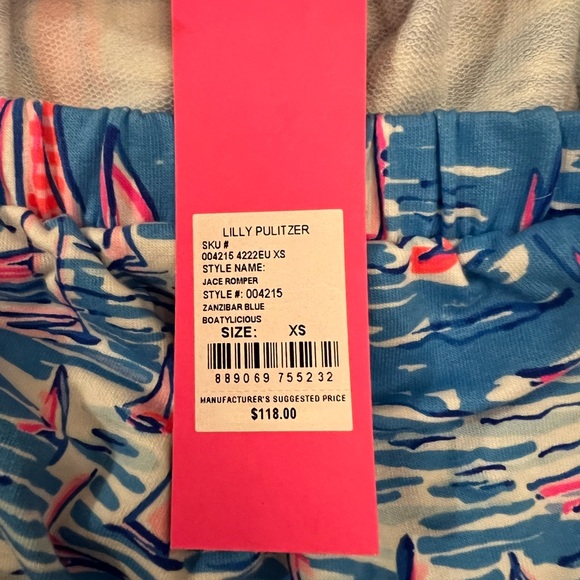 LILLY PULITZER
SKU #
004215 4222EU XS
STYLE NAME:
JACE ROMPER
STYLE #: 004215
ZANZIBAR BLUE
BOATYLICIOUS
SIZE: XS
889069 755232
MANUFACTURER'S SUGGESTED PRICE
$118.00